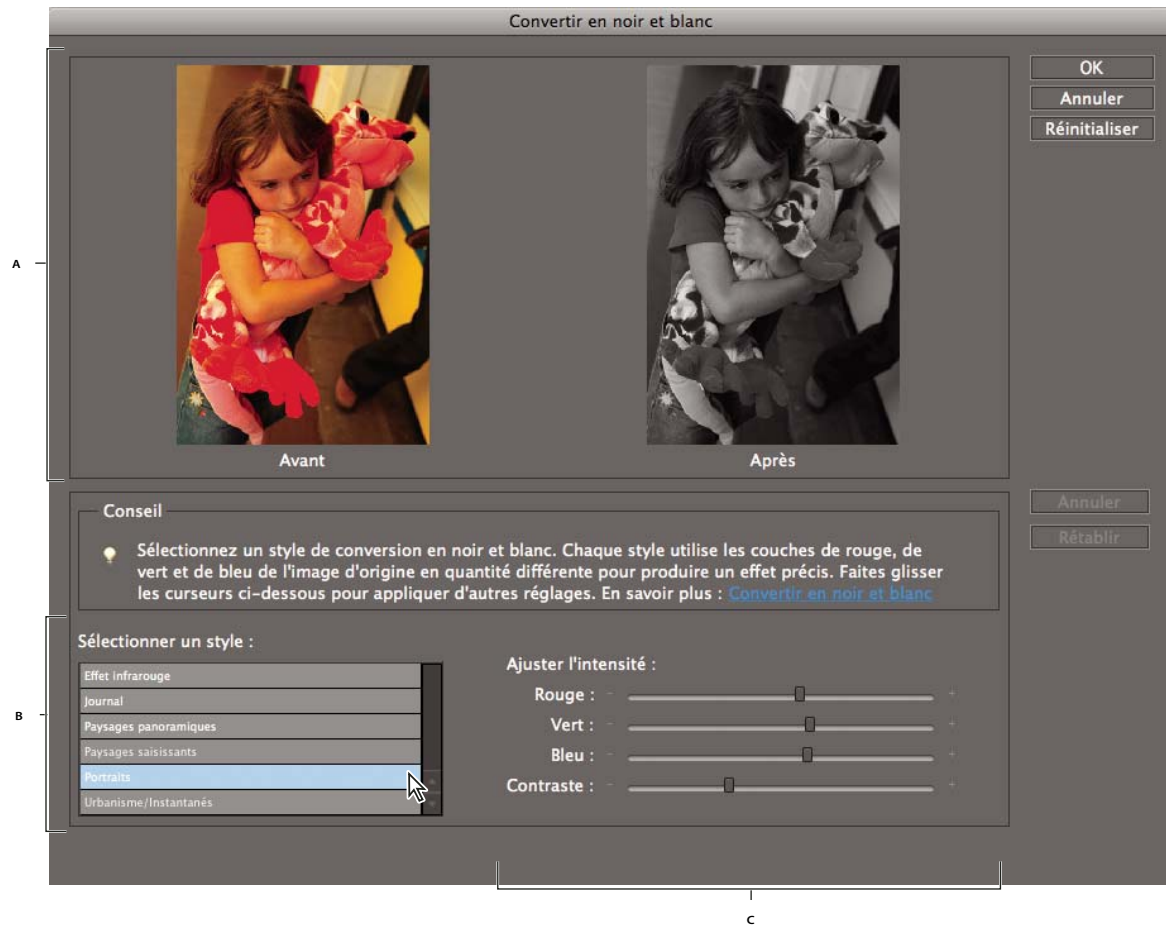 Convertir en noir et blanc
OK
Annuler
Réinitialiser
A
Avant
Après
Annuler
Rétablir
Conseil
Sélectionnez un style de conversion en noir et blanc. Chaque style utilise les couches de rouge, de
vert et de bleu de l'image d'origine en quantité différente pour produire un effet précis. Faites glisser
les curseurs ci-dessous pour appliquer d'autres réglages. En savoir plus : Convertir en noir et blanc
Sélectionner un style :
Effet infrarouge
Journal
Paysages panoramiques
Paysages saisissants
Portraits
Urbanisme/Instantanés
B
Ajuster l'intensité :
Rouge : - +
Vert : - +
Bleu : - +
Contraste : - +
C